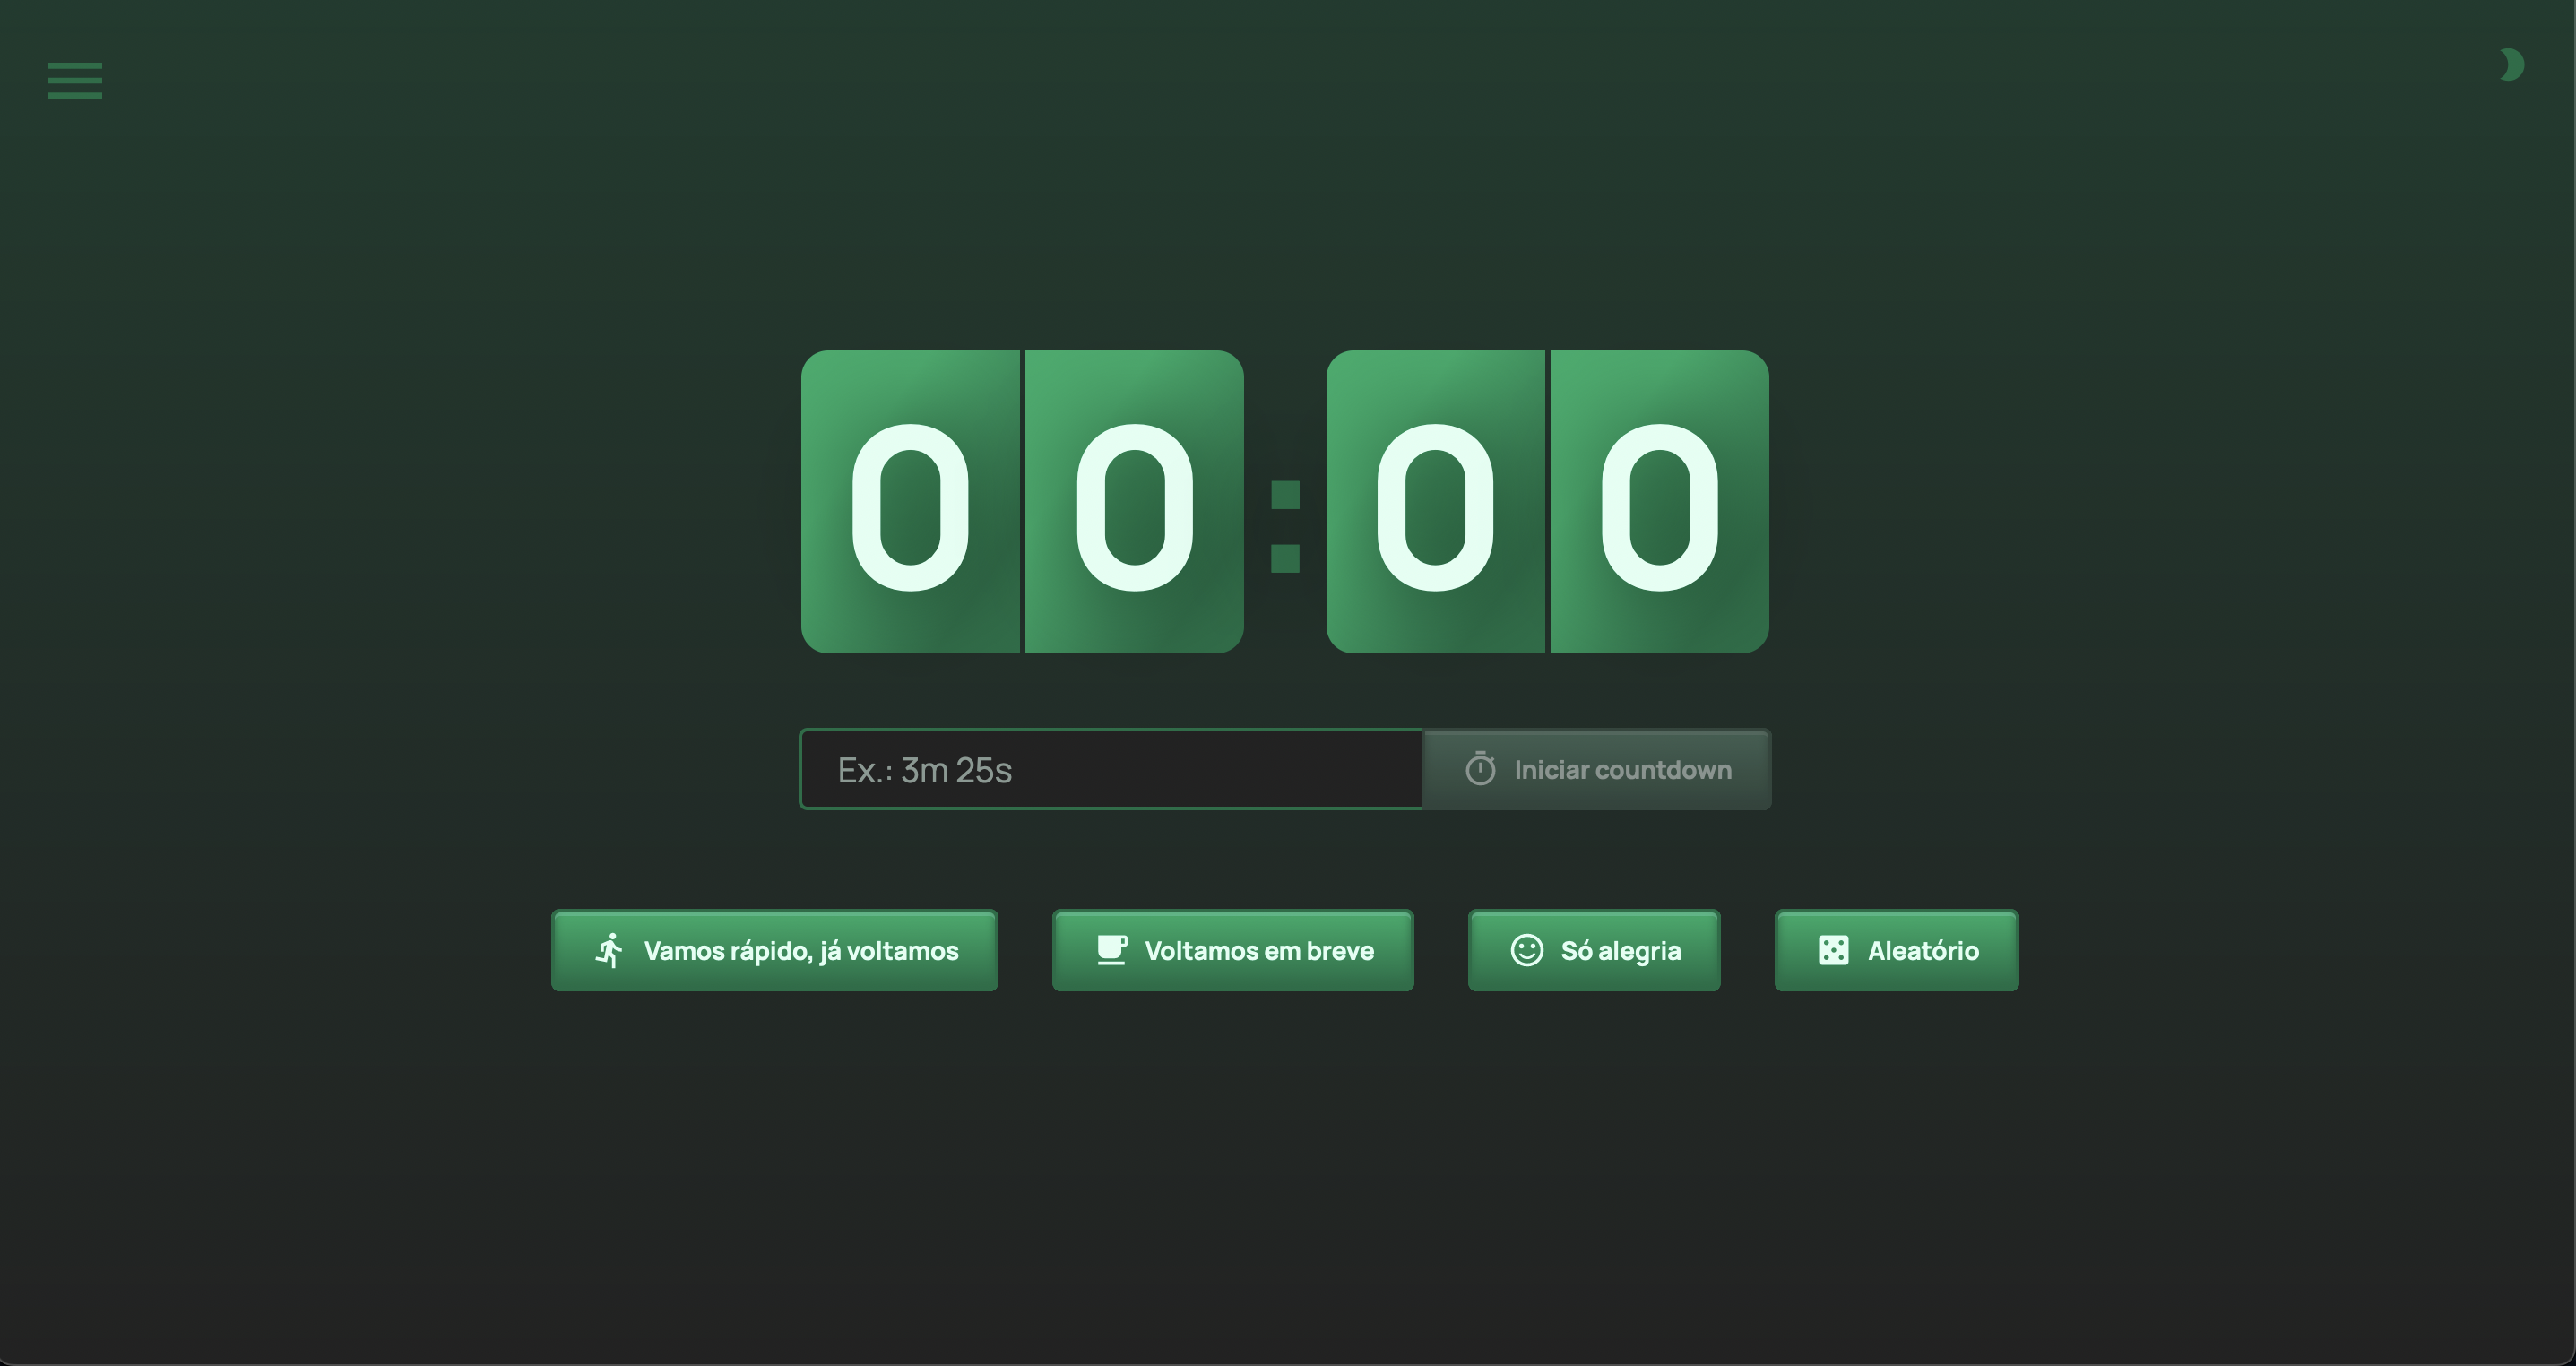 00:00
Ex.: 3m 25s
Iniciar countdown
Vamos rápido, já voltamos
Voltamos em breve
Só alegria
Aleatório